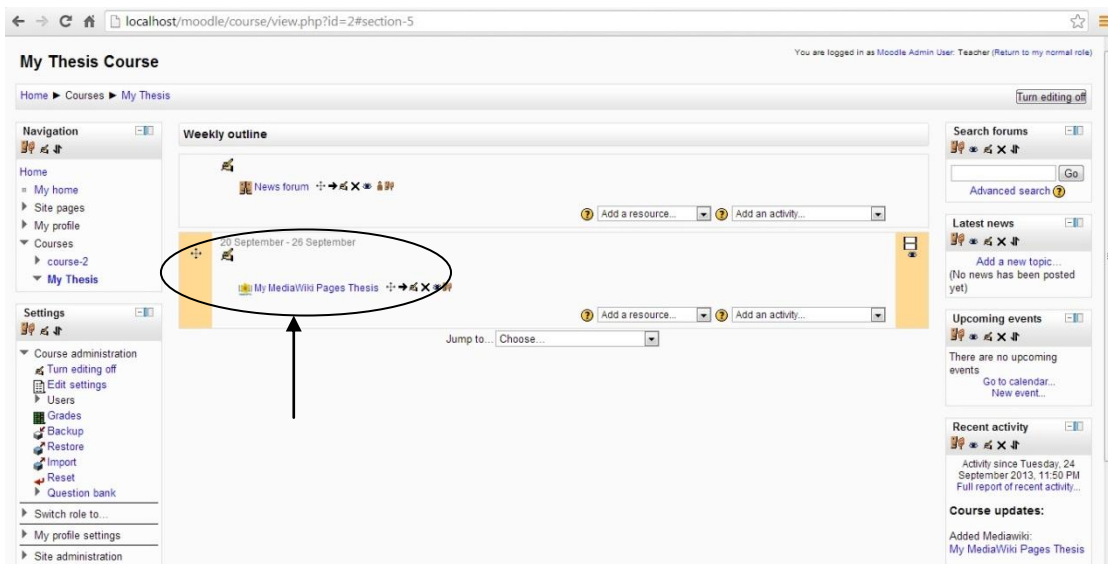 localhost/moodle/course/view.php?id=2#section-5
My Thesis Course
You are logged in as Moodle Admin User: Teacher (Return to my normal role)
Home ► Courses ► My Thesis
Turn editing off
Navigation
Home
My home
Site pages
My profile
Courses
course-2
My Thesis
Settings
Course administration
Turn editing off
Edit settings
Users
Grades
Backup
Restore
Import
Reset
Question bank
Switch role to...
My profile settings
Site administration
Weekly outline
News forum
Add a resource... Add an activity...
20 September - 26 September
My MediaWiki Pages Thesis
Add a resource... Add an activity...
Jump to... Choose...
Search forums
Go
Advanced search
Latest news
Add a new topic...
(No news has been posted
yet)
Upcoming events
There are no upcoming
events
Go to calendar...
New event...
Recent activity
Activity since Tuesday, 24
September 2013, 11:50 PM
Full report of recent activity...
Course updates:
Added Mediawiki:
My MediaWiki Pages Thesis